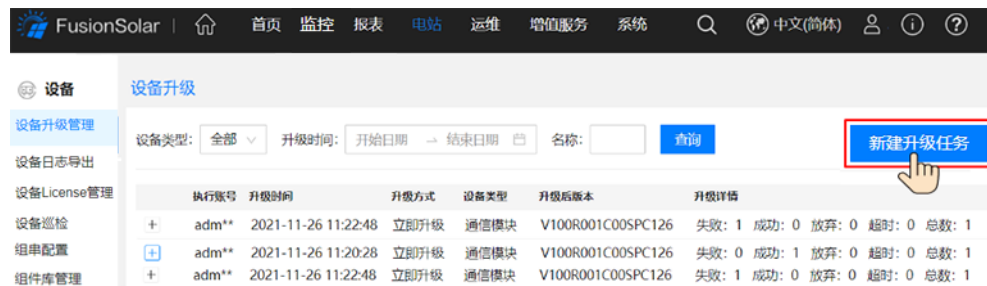 FusionSolar 首页 监控 报表 电站 运维 增值服务 系统 中文(简体)
设备
设备升级
设备升级管理
设备日志导出
设备License管理
设备巡检
组串配置
组件库管理
设备类型: 全部 升级时间: 开始日期 → 结束日期 名称: 查询 新建升级任务
执行账号 升级时间 升级方式 设备类型 升级后版本 升级详情
+ adm** 2021-11-26 11:22:48 立即升级 通信模块 V100R001C00SPC126 失败: 1 成功: 0 放弃: 0 超时: 0 总数: 1
+ adm** 2021-11-26 11:20:28 立即升级 通信模块 V100R001C00SPC126 失败: 0 成功: 1 放弃: 0 超时: 0 总数: 1
+ adm** 2021-11-26 11:22:48 立即升级 通信模块 V100R001C00SPC126 失败: 1 成功: 0 放弃: 0 超时: 0 总数: 1